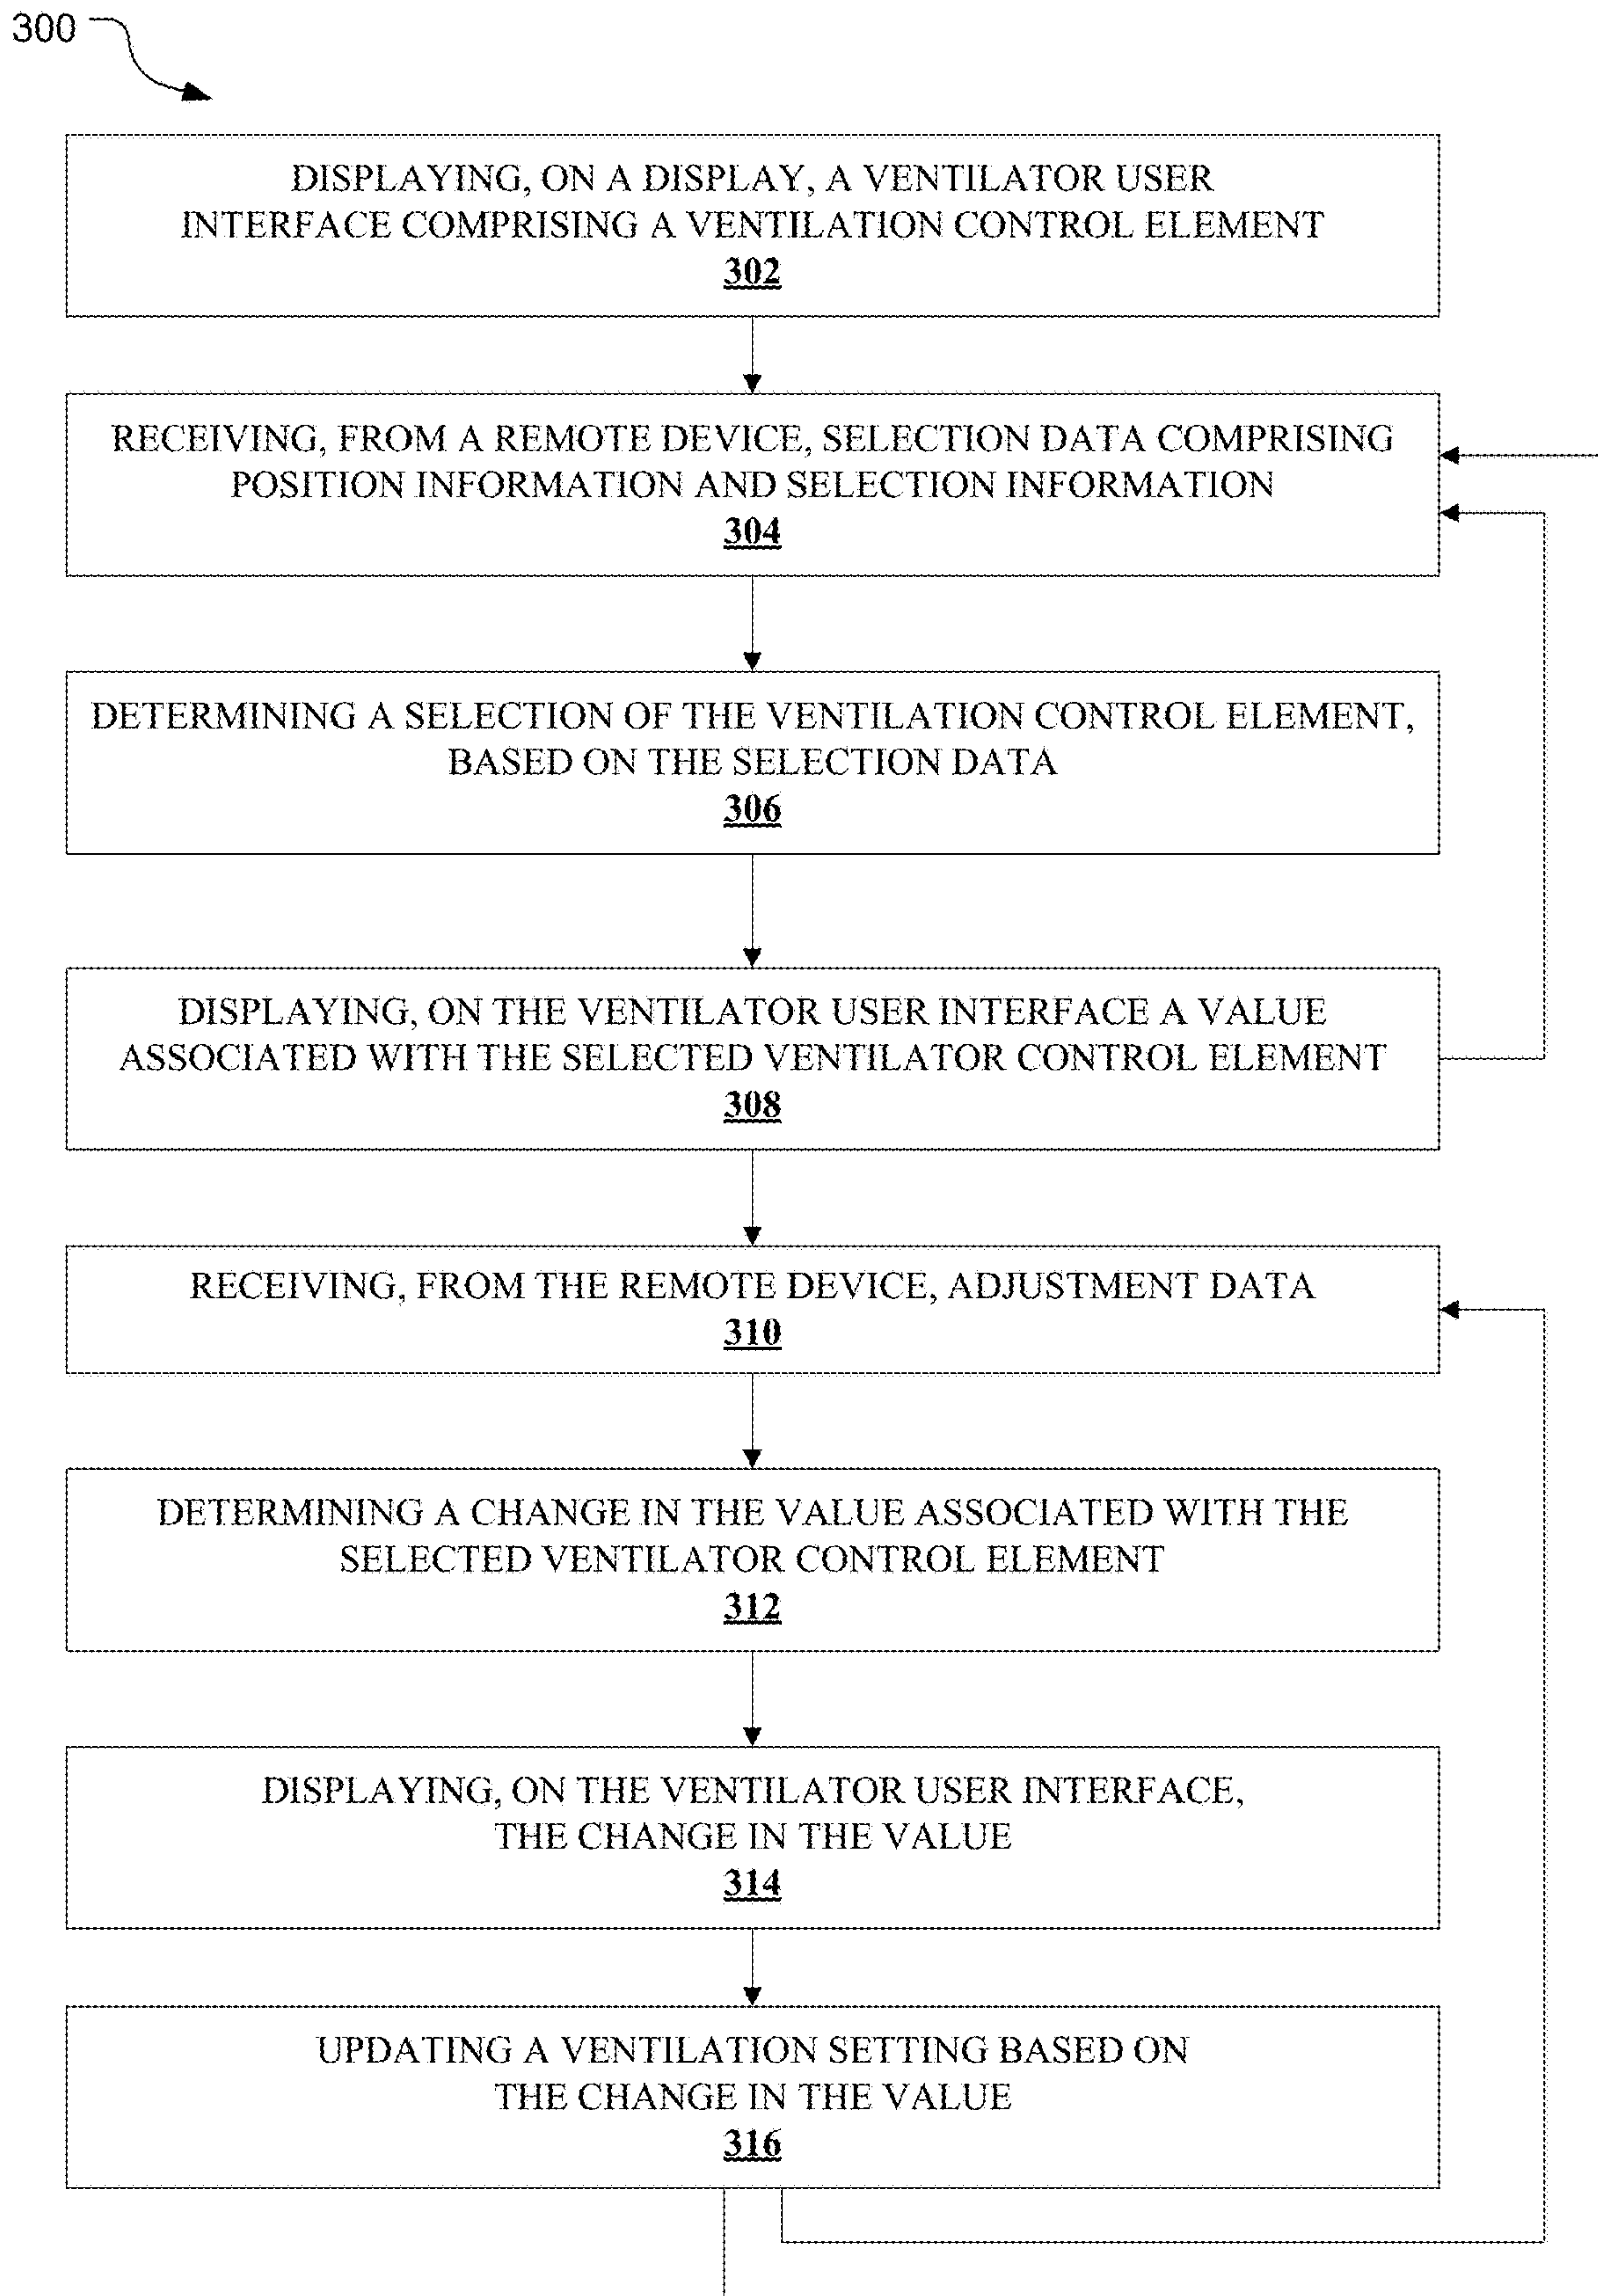 300
DISPLAYING, ON A DISPLAY, A VENTILATOR USER
INTERFACE COMPRISING A VENTILATION CONTROL ELEMENT
302
RECEIVING, FROM A REMOTE DEVICE, SELECTION DATA COMPRISING
POSITION INFORMATION AND SELECTION INFORMATION
304
DETERMINING A SELECTION OF THE VENTILATION CONTROL ELEMENT,
BASED ON THE SELECTION DATA
306
DISPLAYING, ON THE VENTILATOR USER INTERFACE A VALUE
ASSOCIATED WITH THE SELECTED VENTILATOR CONTROL ELEMENT
308
RECEIVING, FROM THE REMOTE DEVICE, ADJUSTMENT DATA
310
DETERMINING A CHANGE IN THE VALUE ASSOCIATED WITH THE
SELECTED VENTILATOR CONTROL ELEMENT
312
DISPLAYING, ON THE VENTILATOR USER INTERFACE,
THE CHANGE IN THE VALUE
314
UPDATING A VENTILATION SETTING BASED ON
THE CHANGE IN THE VALUE
316